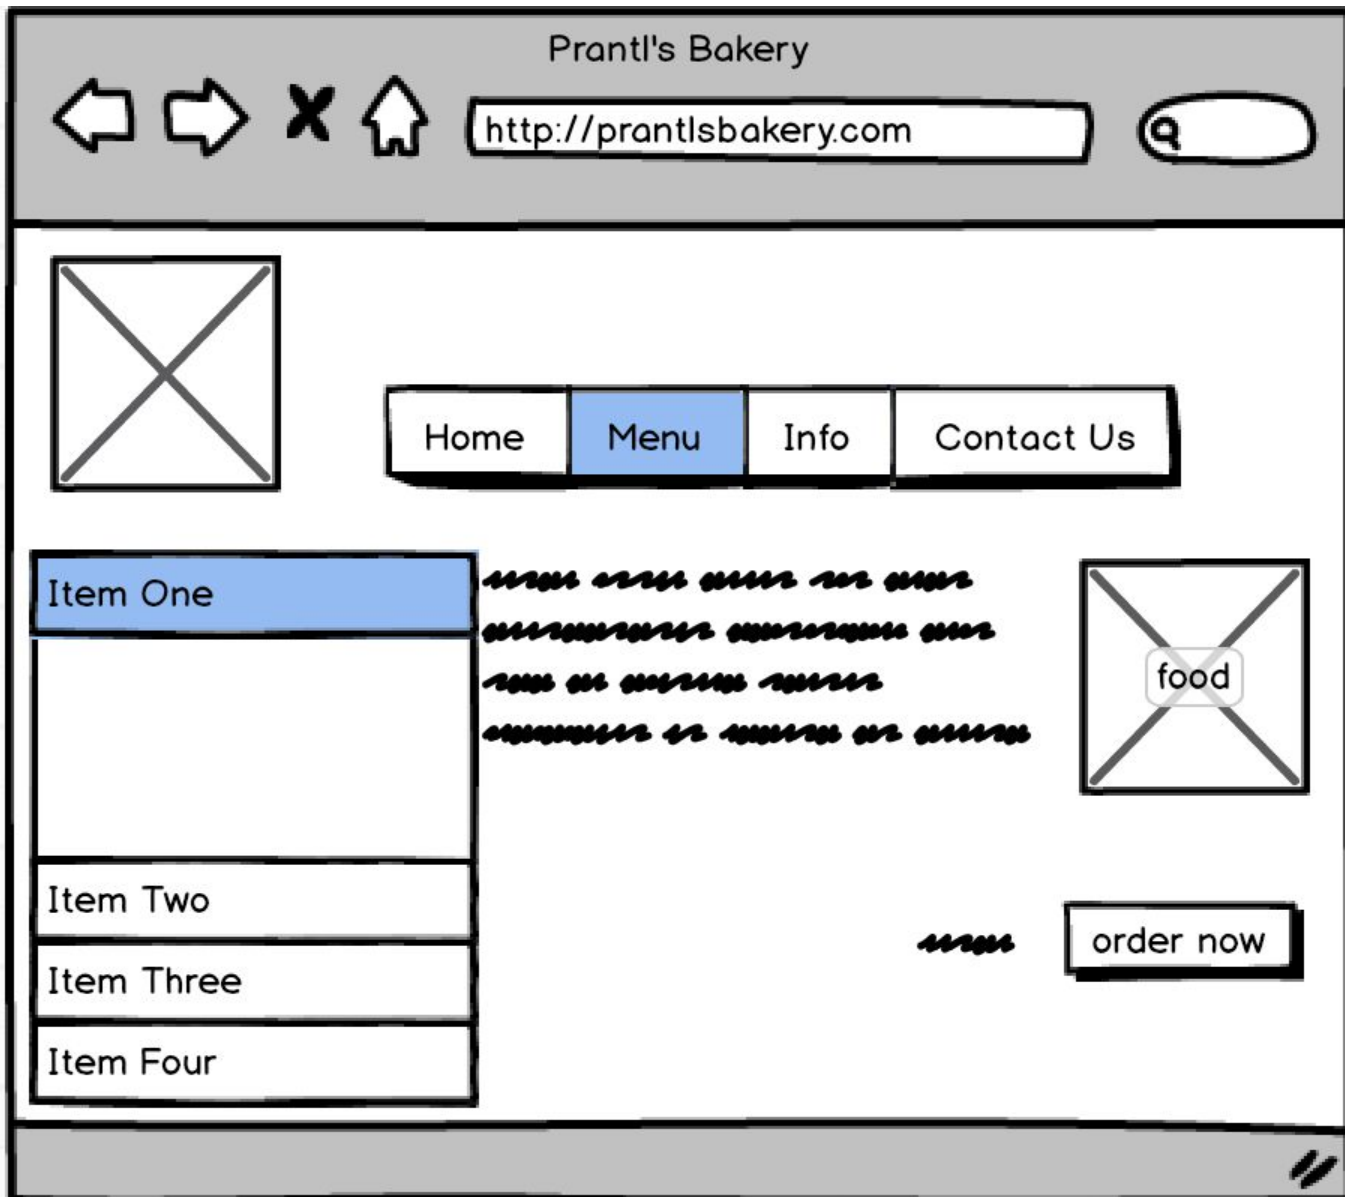 Prantl's Bakery
http://prantlsbakery.com
Home Menu Info Contact Us
Item One
food
Item Two
order now
Item Three
Item Four